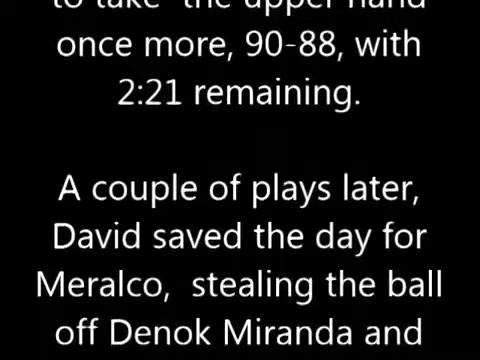 to take the upper hand
once more, 90-88, with
2:21 remaining.
A couple of plays later,
David saved the day for
Meralco, stealing the ball
off Denok Miranda and